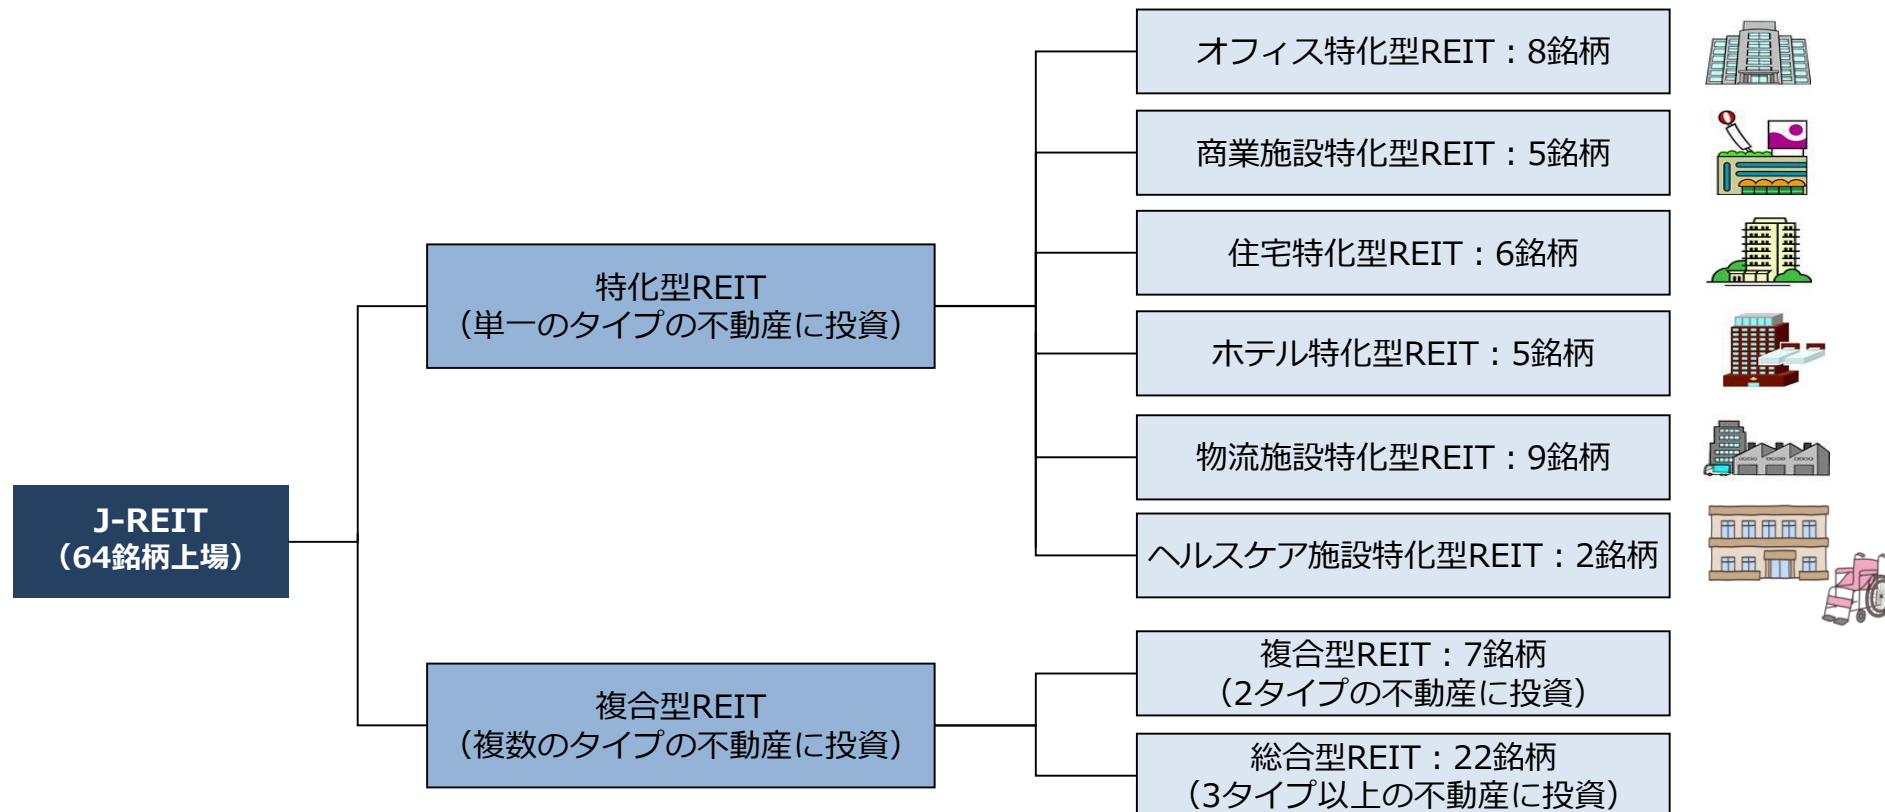 J-REIT
（64銘柄上場）
特化型REIT
（単一のタイプの不動産に投資）
オフィス特化型REIT：8銘柄
商業施設特化型REIT：5銘柄
住宅特化型REIT：6銘柄
ホテル特化型REIT：5銘柄
物流施設特化型REIT：9銘柄
ヘルスケア施設特化型REIT：2銘柄
複合型REIT
（複数のタイプの不動産に投資）
複合型REIT：7銘柄
（2タイプの不動産に投資）
総合型REIT：22銘柄
（3タイプ以上の不動産に投資）